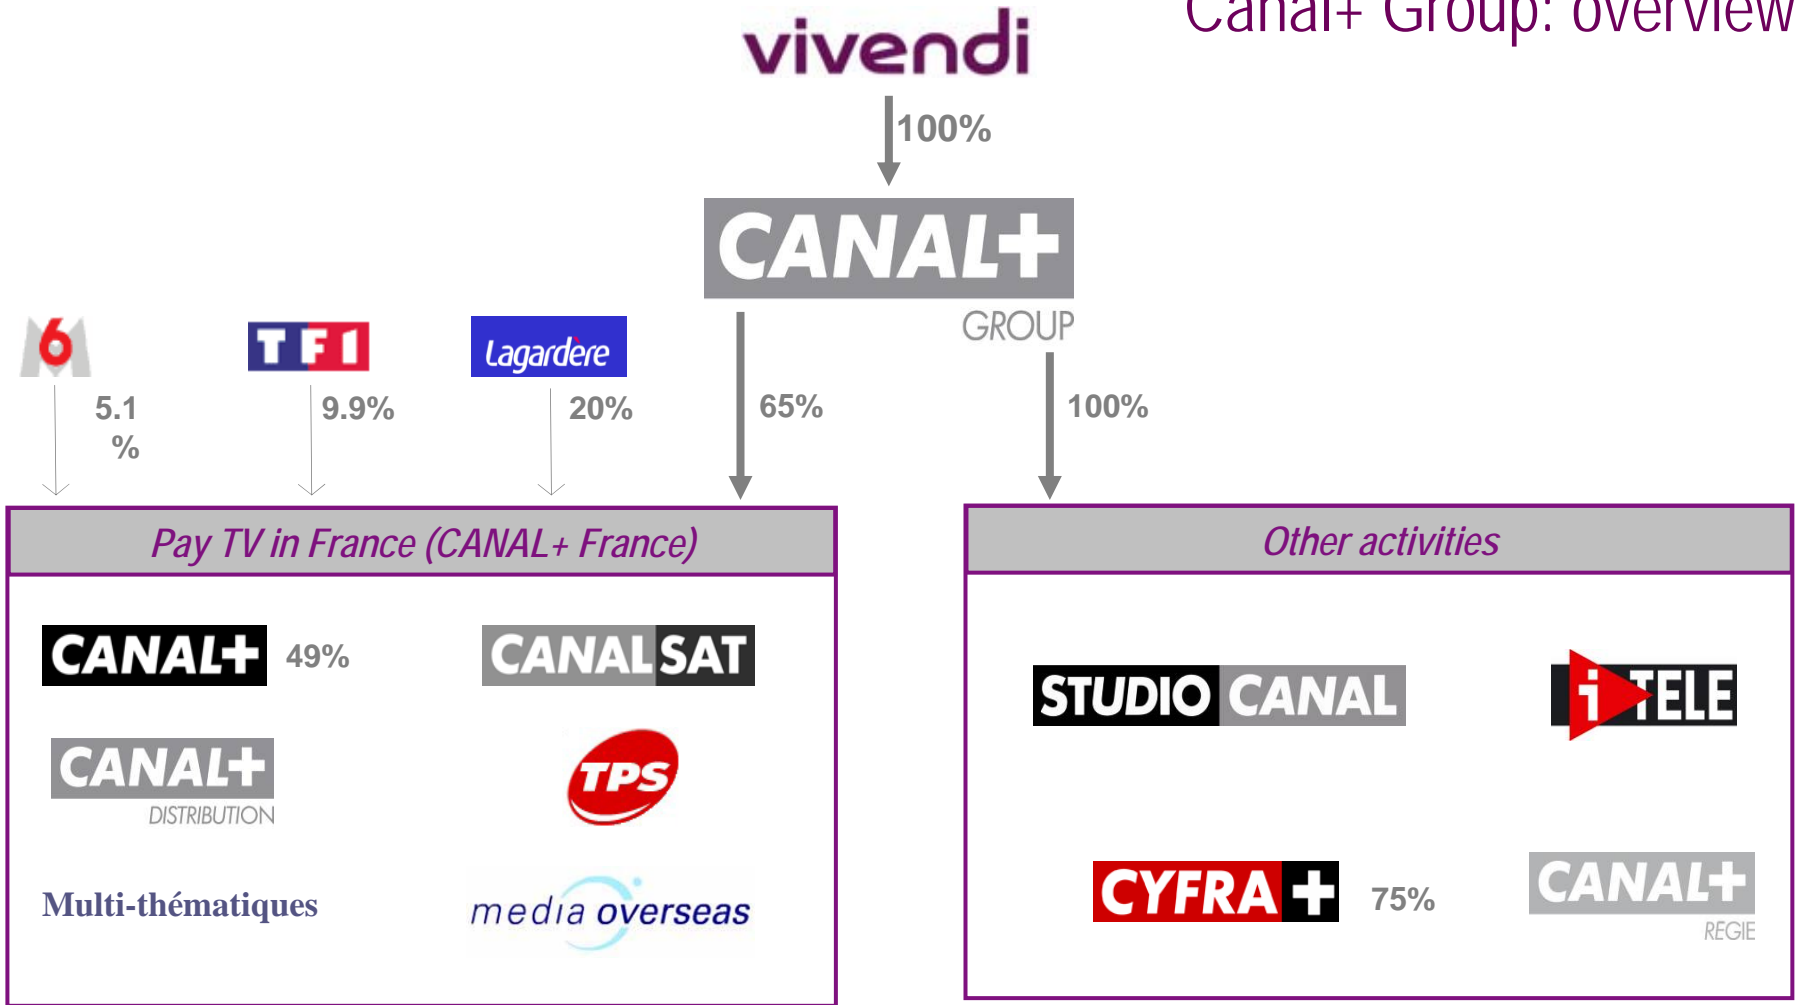 Canal+ Group: overview
vivendi
100%
CANAL+
GROUP
M6
TF1
Lagardère
5.1
%
9.9%
20%
65%
100%
Pay TV in France (CANAL+ France)
Other activities
CANAL+ 49%
CANALSAT
STUDIO CANAL
i TELE
CANAL+
DISTRIBUTION
TPS
Multi-thématiques
media overseas
CYFRA+ 75%
CANAL+
RÉGIE